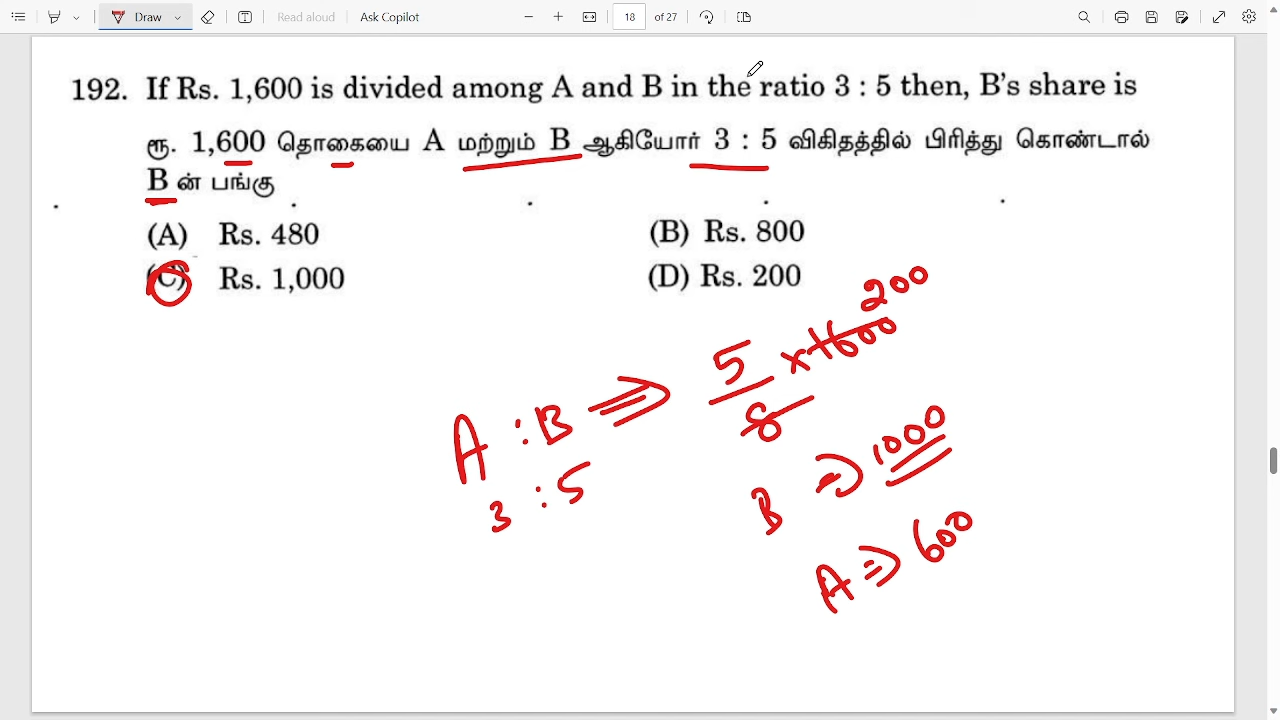 Draw
Read aloud
Ask Copilot
18
of 27
192. If Rs. 1,600 is divided among A and B in the ratio 3 : 5 then, B's share is
ரூ. 1,600 தொகையை A மற்றும் B ஆகியோர் 3 : 5 விகிதத்தில் பிரித்து கொண்டால்
B ன் பங்கு
(A) Rs. 480
(B) Rs. 800
(C) Rs. 1,000
(D) Rs. 200
A : B ⇒ 5/8 × 1600 200
3 : 5
B ⇒ 1000
A ⇒ 600